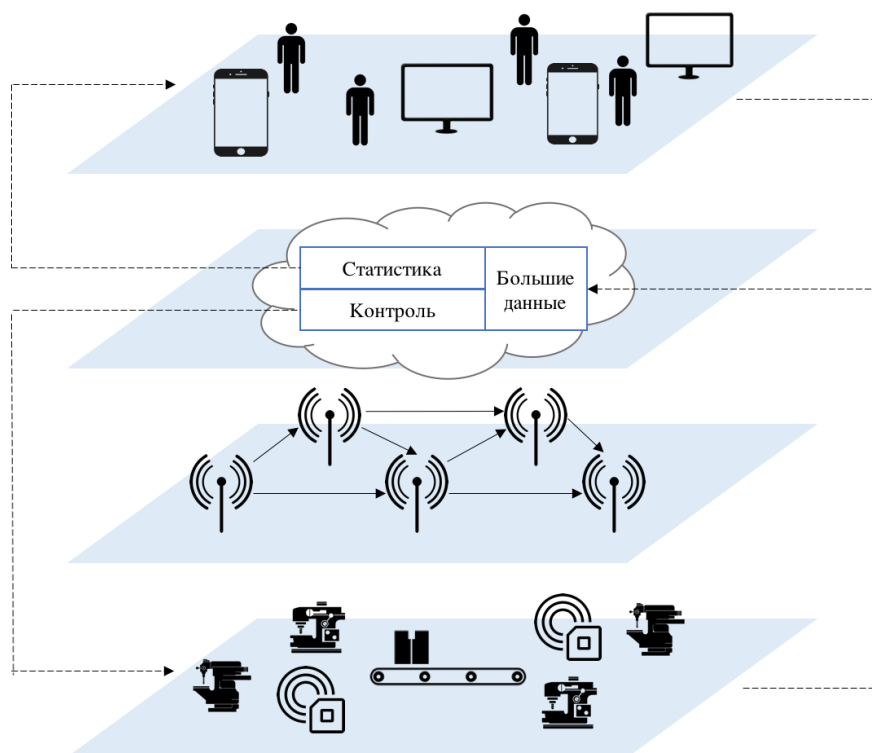 Статистика
Контроль
Большие
данные